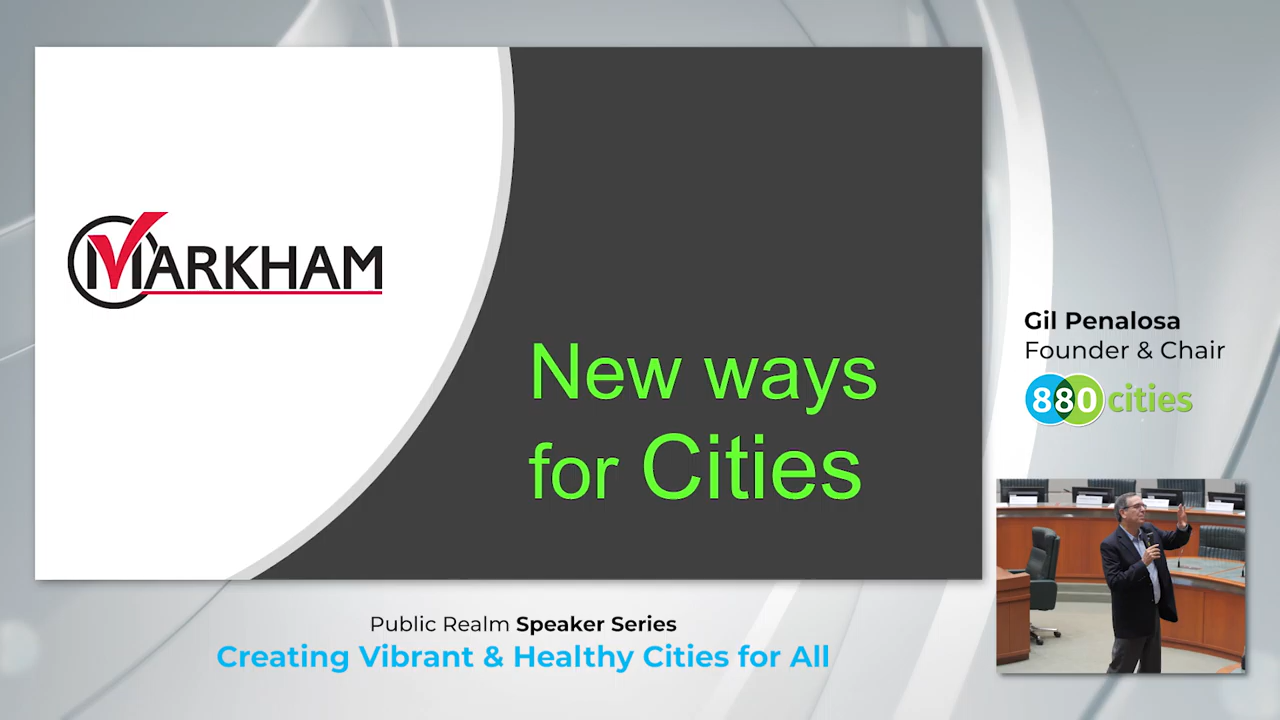 MARKHAM
New ways
for Cities
Gil Penalosa
Founder & Chair
880 cities
Public Realm Speaker Series
Creating Vibrant & Healthy Cities for All